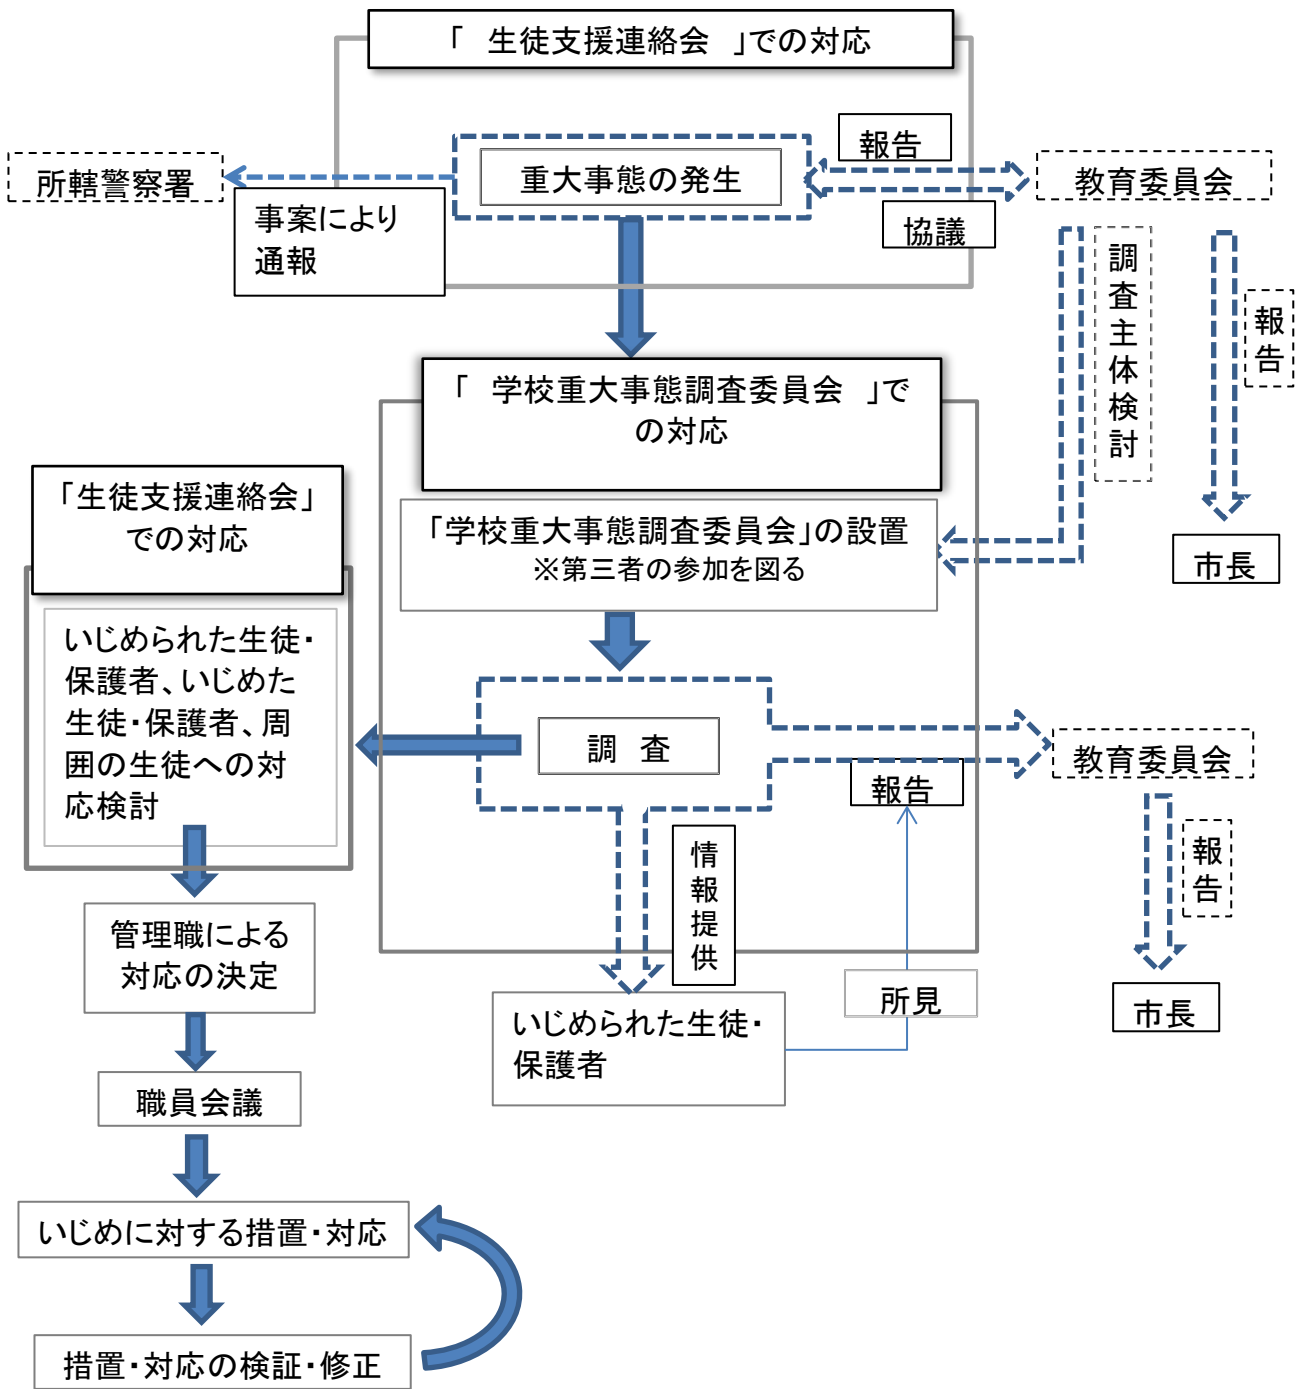 「　生徒支援連絡会　」での対応
報告
所轄警察署
重大事態の発生
教育委員会
事案により
通報
協議
調査主体検討
報告
「　学校重大事態調査委員会　」で
の対応
「生徒支援連絡会」
での対応
「学校重大事態調査委員会」の設置
※第三者の参加を図る
市長
いじめられた生徒・
保護者、いじめた
生徒・保護者、周
囲の生徒への対
応検討
調　査
教育委員会
報告
情報提供
報告
管理職による
対応の決定
所見
市長
いじめられた生徒・
保護者
職員会議
いじめに対する措置・対応
措置・対応の検証・修正